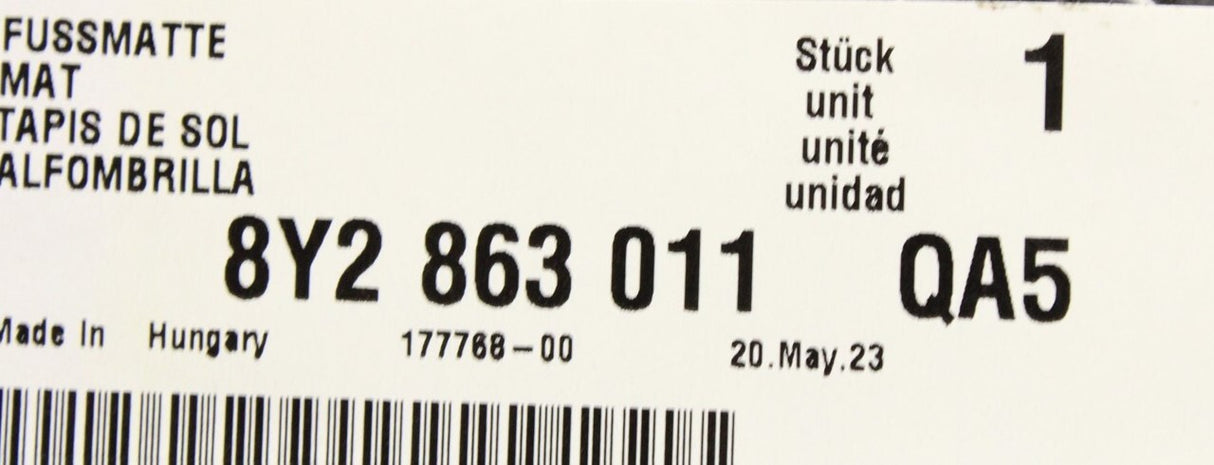 FUSSMATTE
MAT
TAPIS DE SOL
ALFOMBRILLA
Stück
unit
unité
unidad
1
8Y2 863 011 QA5
Made In Hungary 177768-00 20.May.23